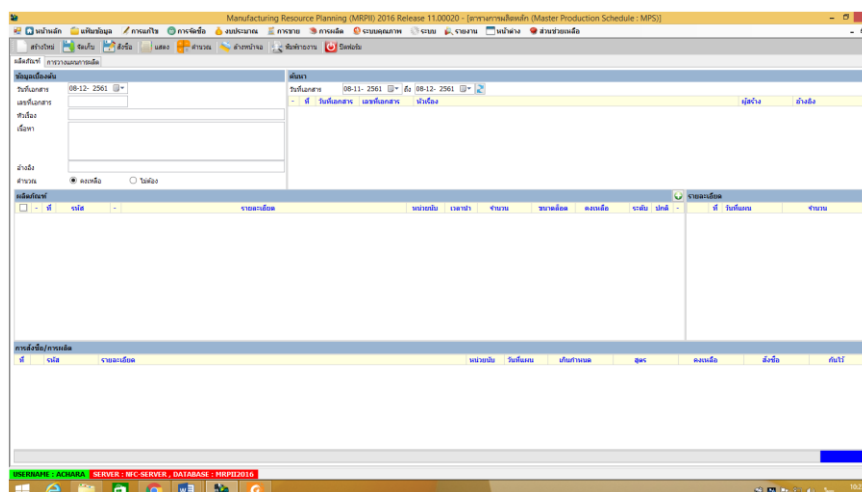 Manufacturing Resource Planning (MRPII) 2016 Release 11.00020 - [ตารางการผลิตหลัก (Master Production Schedule : MPS)]
หน้าหลัก แฟ้มข้อมูล การแก้ไข การจัดซื้อ งบประมาณ การขาย การผลิต ระบบคุณภาพ ระบบ รายงาน หน้าต่าง ส่วนช่วยเหลือ
สร้างใหม่ จัดเก็บ สั่งซื้อ แสดง คำนวณ ล้างหน้าจอ พิมพ์รายงาน ปิดฟอร์ม
ผลิตภัณฑ์ การวางแผนการผลิต
ข้อมูลเบื้องต้น ค้นหา
วันที่เอกสาร 08-12- 2561 วันที่เอกสาร 08-11- 2561 ถึง 08-12- 2561
เลขที่เอกสาร - ที่ วันที่เอกสาร เลขที่เอกสาร หัวเรื่อง ผู้สร้าง อ้างอิง
หัวเรื่อง
เนื้อหา
อ้างอิง
คำนวณ คงเหลือ ไม่ต้อง
ผลิตภัณฑ์ รายละเอียด
- ที่ รหัส - รายละเอียด หน่วยนับ เวลานำ จำนวน ขนาดล็อต คงเหลือ ระดับ ปกติ - ที่ วันที่แผน จำนวน
การสั่งซื้อ/การผลิต
ที่ รหัส รายละเอียด หน่วยนับ วันที่แผน เกินกำหนด สูตร คงเหลือ สั่งซื้อ กันไว้
USERNAME : ACHARA SERVER : NFC-SERVER , DATABASE : MRPII2016